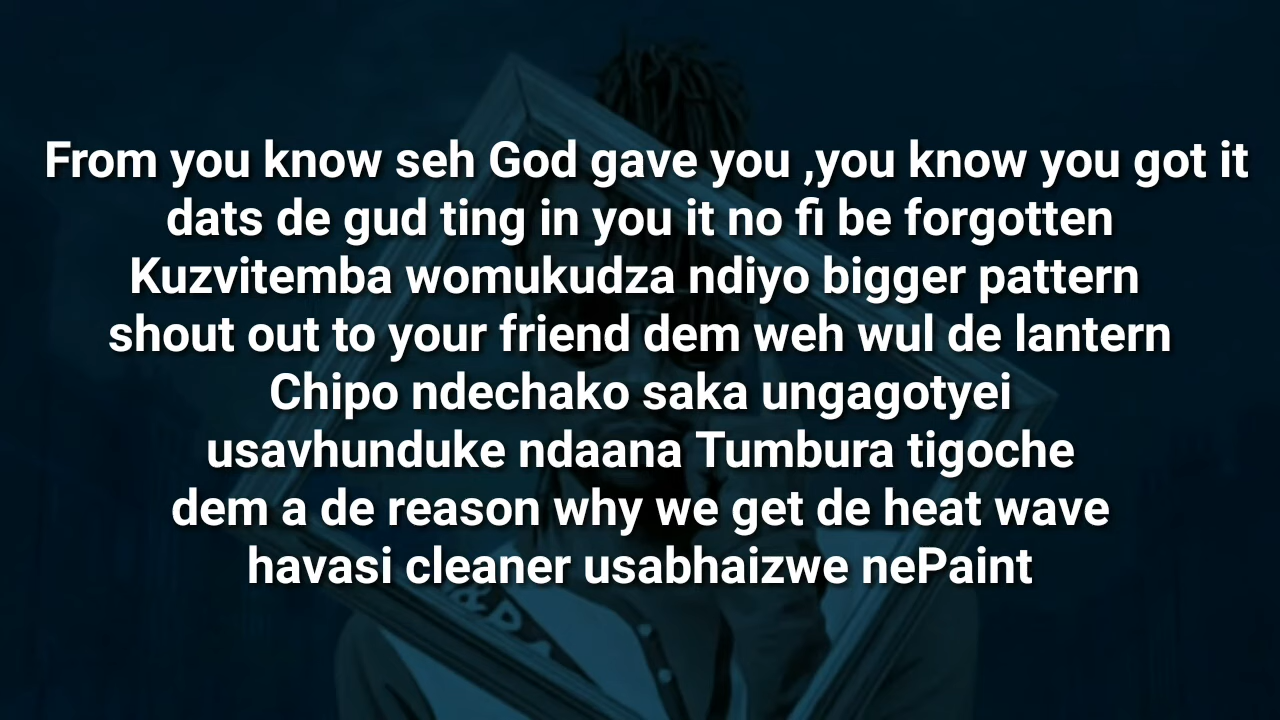 From you know seh God gave you ,you know you got it
dats de gud ting in you it no fi be forgotten
Kuzvitemba womukudza ndiyo bigger pattern
shout out to your friend dem weh wul de lantern
Chipo ndechako saka ungagotyei
usavhunduke ndaana Tumbura tigoche
dem a de reason why we get de heat wave
havasi cleaner usabhaizwe nePaint